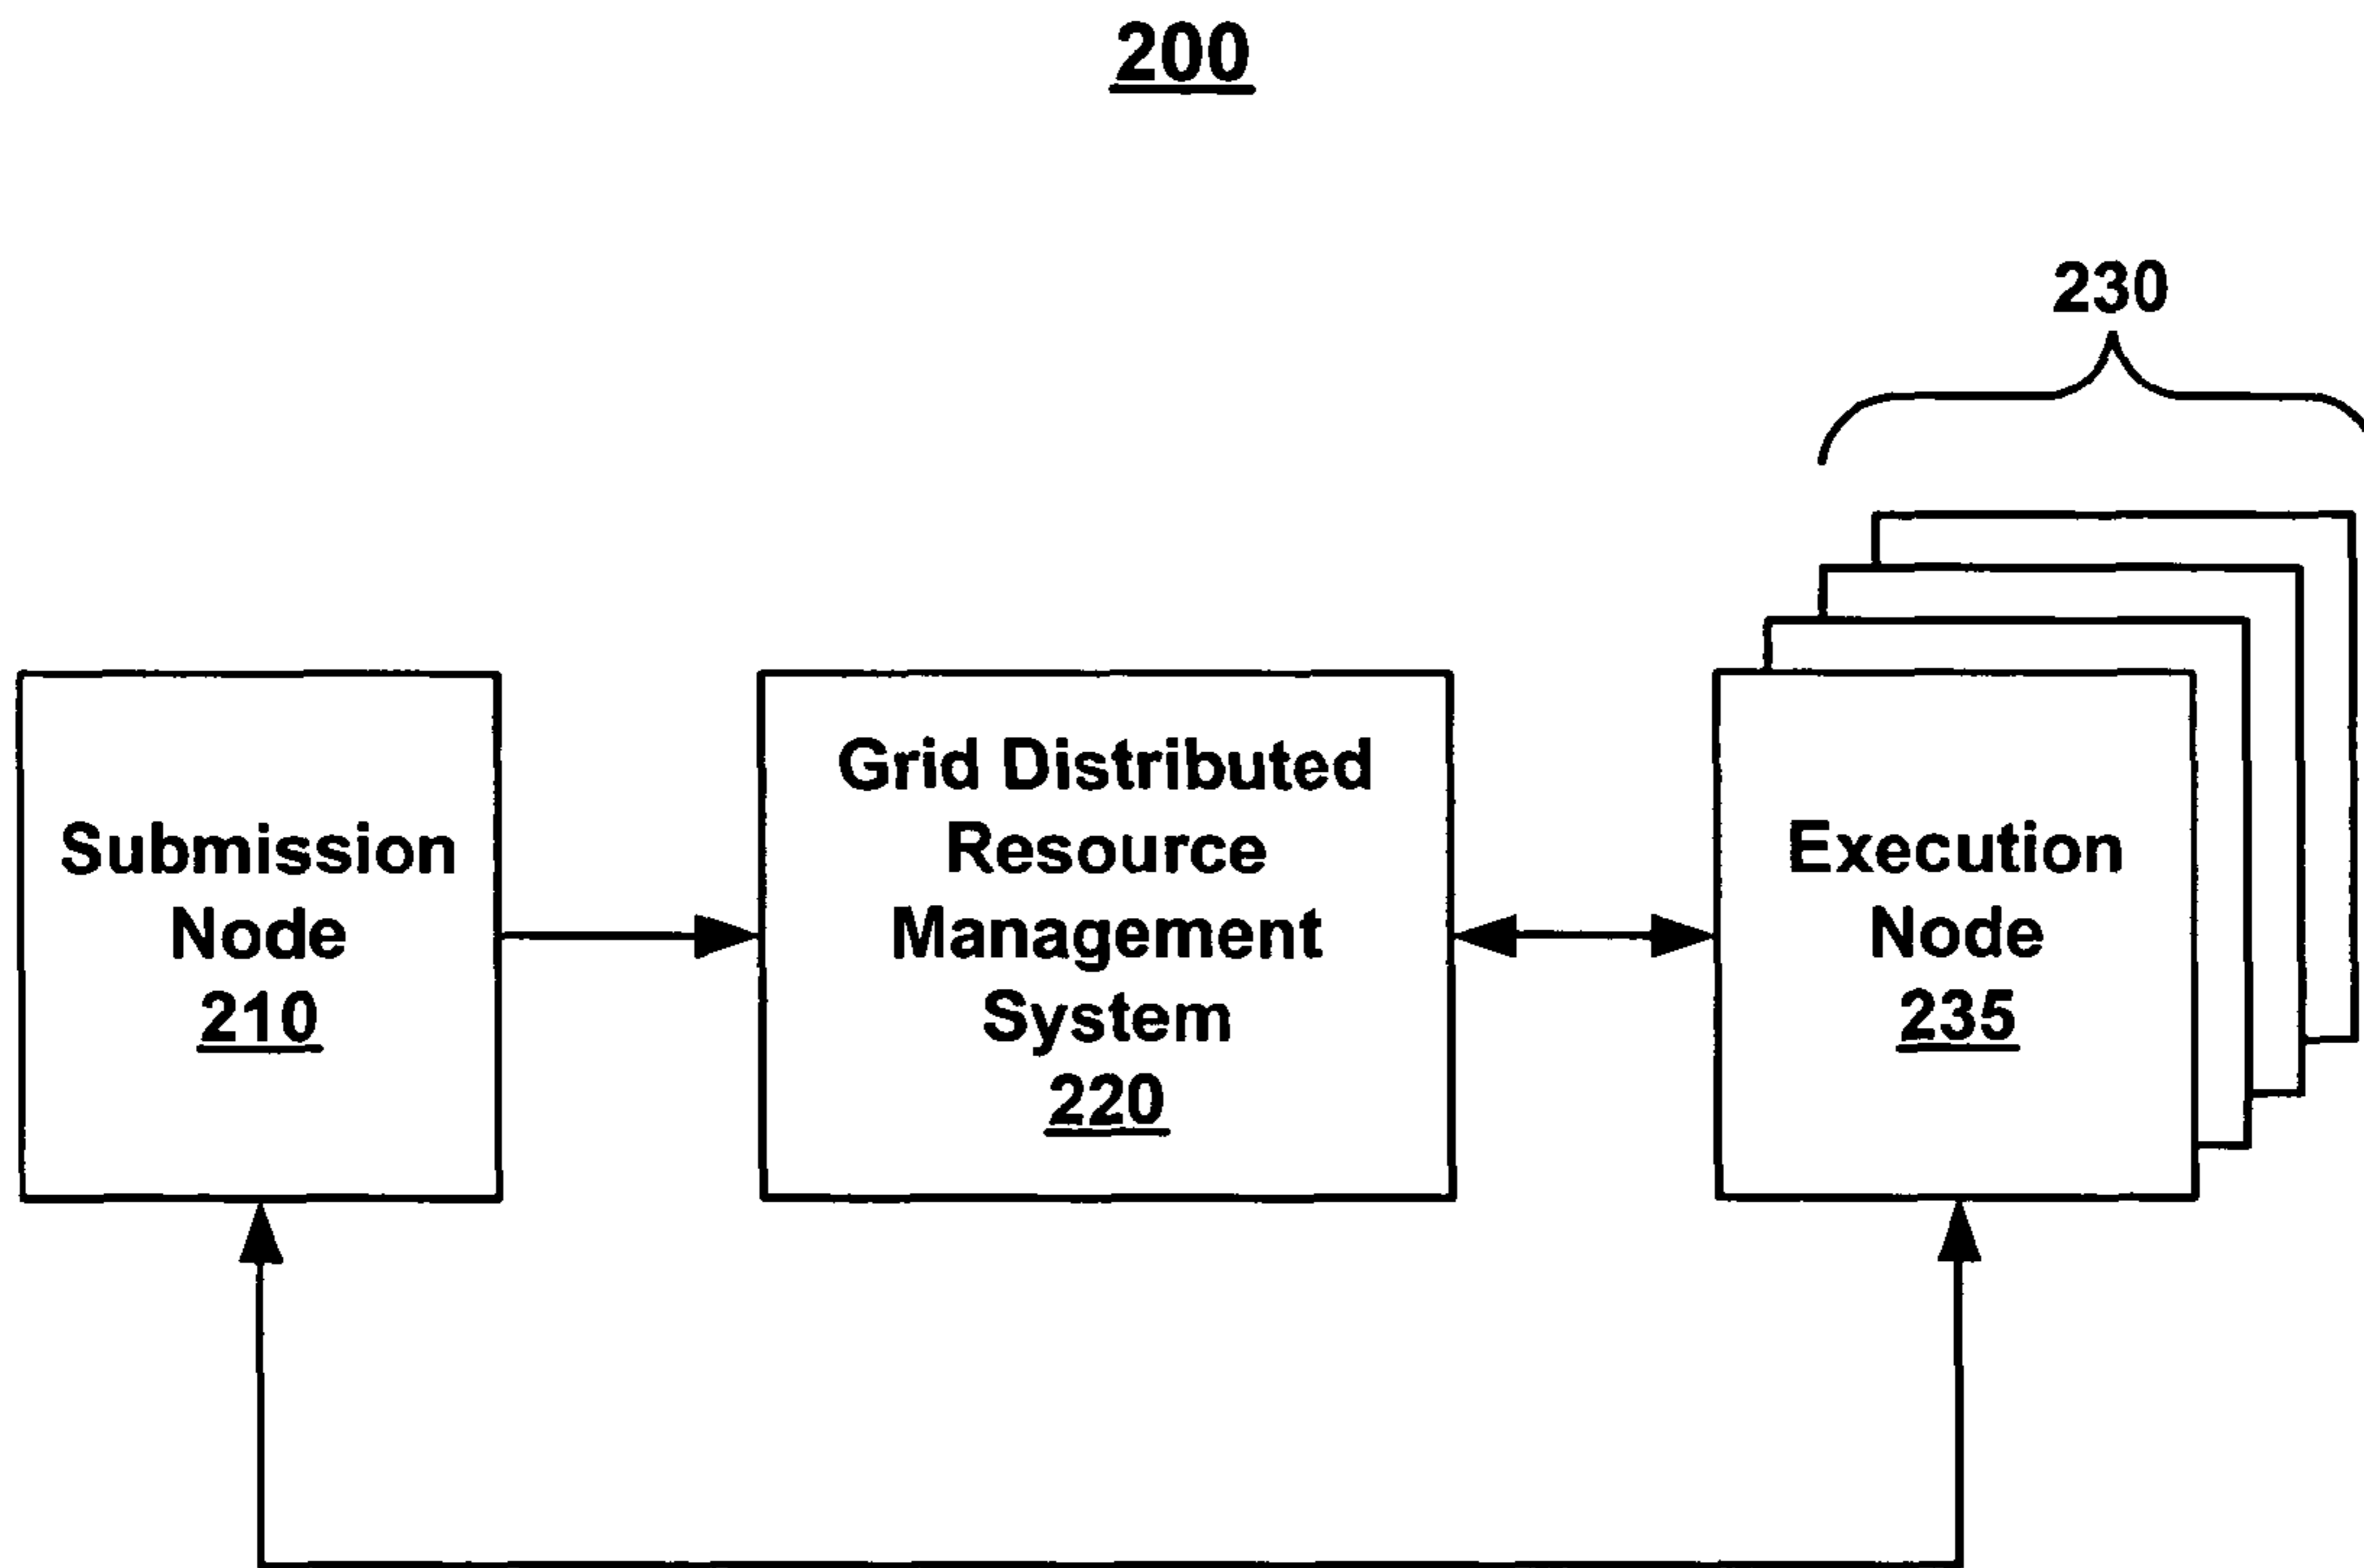 200
230
Submission
Node
210
Grid Distributed
Resource
Management
System
220
Execution
Node
235